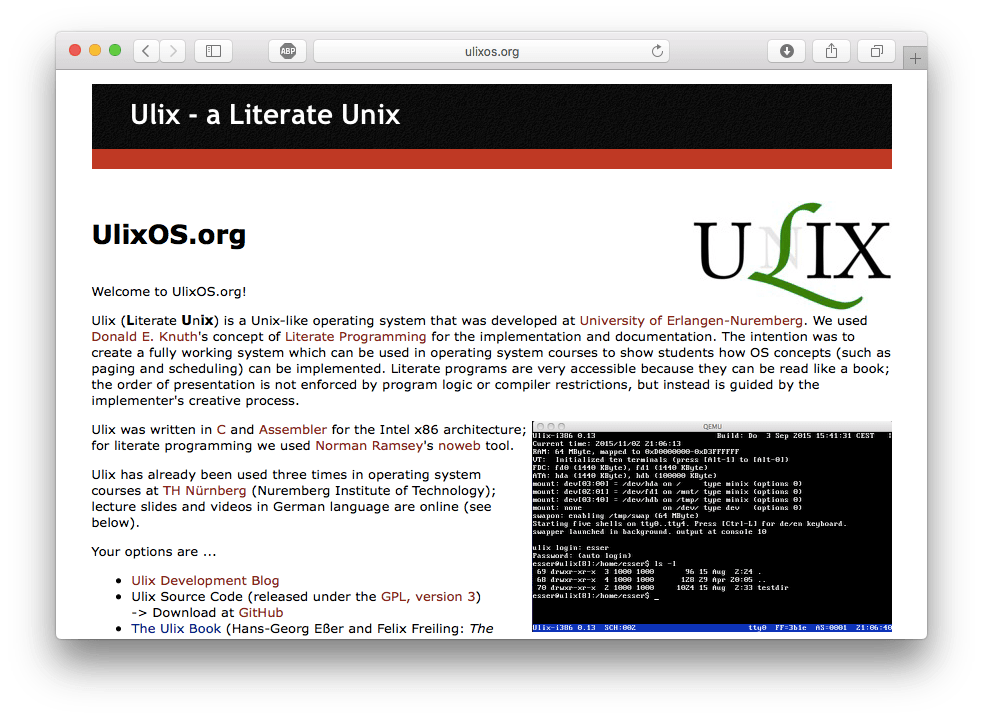 ABP
ulixos.org
Ulix - a Literate Unix
UlixOS.org
UNLIX
Welcome to UlixOS.org!
Ulix (Literate Unix) is a Unix-like operating system that was developed at University of Erlangen-Nuremberg. We used
Donald E. Knuth's concept of Literate Programming for the implementation and documentation. The intention was to
create a fully working system which can be used in operating system courses to show students how OS concepts (such as
paging and scheduling) can be implemented. Literate programs are very accessible because they can be read like a book;
the order of presentation is not enforced by program logic or compiler restrictions, but instead is guided by the
implementer's creative process.
Ulix was written in C and Assembler for the Intel x86 architecture;
for literate programming we used Norman Ramsey's noweb tool.
Ulix has already been used three times in operating system
courses at TH Nürnberg (Nuremberg Institute of Technology);
lecture slides and videos in German language are online (see
below).
Your options are ...
• Ulix Development Blog
• Ulix Source Code (released under the GPL, version 3)
-> Download at GitHub
• The Ulix Book (Hans-Georg Eßer and Felix Freiling: The
QEMU
Ulix-i386 0.13 Build: Do 3 Sep 2015 15:41:31 CEST
Current time: 2015/11/02 21:06:13
RAM: 64 MByte, mapped to 0xD0000000-0xD3FFFFFF
VT: Initialized ten terminals (press [Alt-1] to [Alt-0])
FDC: fd0 (1440 KByte), fd1 (1440 KByte)
ATA: hda (1440 KByte), hdb (100000 KByte)
mount: dev[03:00] = /dev/hda on / type minix (options 0)
mount: dev[02:01] = /dev/fd1 on /mnt/ type minix (options 0)
mount: dev[03:40] = /dev/hdb on /tmp/ type minix (options 0)
mount: none on /dev/ type dev (options 0)
swapon: enabling /tmp/swap (64 MByte)
Starting five shells on tty0..tty4. Press [Ctrl-L] for de/en keyboard.
swapper launched in background. output at console 10
ulix login: esser
Password: (auto login)
esser@ulix[8]:/home/esser$ ls -l
69 drwxr-xr-x 3 1000 1000 96 15 Aug 2:24 .
68 drwxr-xr-x 4 1000 1000 128 29 Apr 20:05 ..
70 drwxr-xr-x 2 1000 1000 1024 15 Aug 2:33 testdir
esser@ulix[8]:/home/esser$ _
Ulix-i386 0.13 SCH:002 tty0 FF=3b1e AS=0001 21:06:40